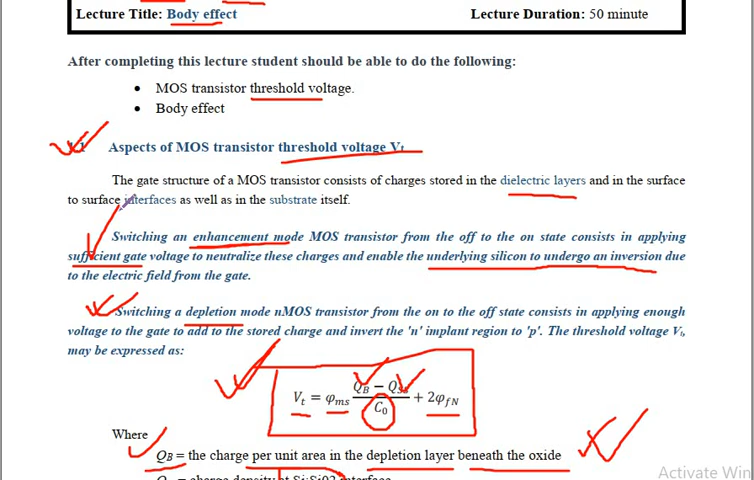 Lecture Title: Body effect Lecture Duration: 50 minute
After completing this lecture student should be able to do the following:
• MOS transistor threshold voltage.
• Body effect
Aspects of MOS transistor threshold voltage Vt
The gate structure of a MOS transistor consists of charges stored in the dielectric layers and in the surface
to surface interfaces as well as in the substrate itself.
Switching an enhancement mode MOS transistor from the off to the on state consists in applying
sufficient gate voltage to neutralize these charges and enable the underlying silicon to undergo an inversion due
to the electric field from the gate.
Switching a depletion mode nMOS transistor from the on to the off state consists in applying enough
voltage to the gate to add to the stored charge and invert the 'n' implant region to 'p'. The threshold voltage Vt,
may be expressed as:
Vt = φms (QB − Q)/C0 + 2φfN
Where
QB = the charge per unit area in the depletion layer beneath the oxide
= charge density at Si:SiO2 interface
Activate Win